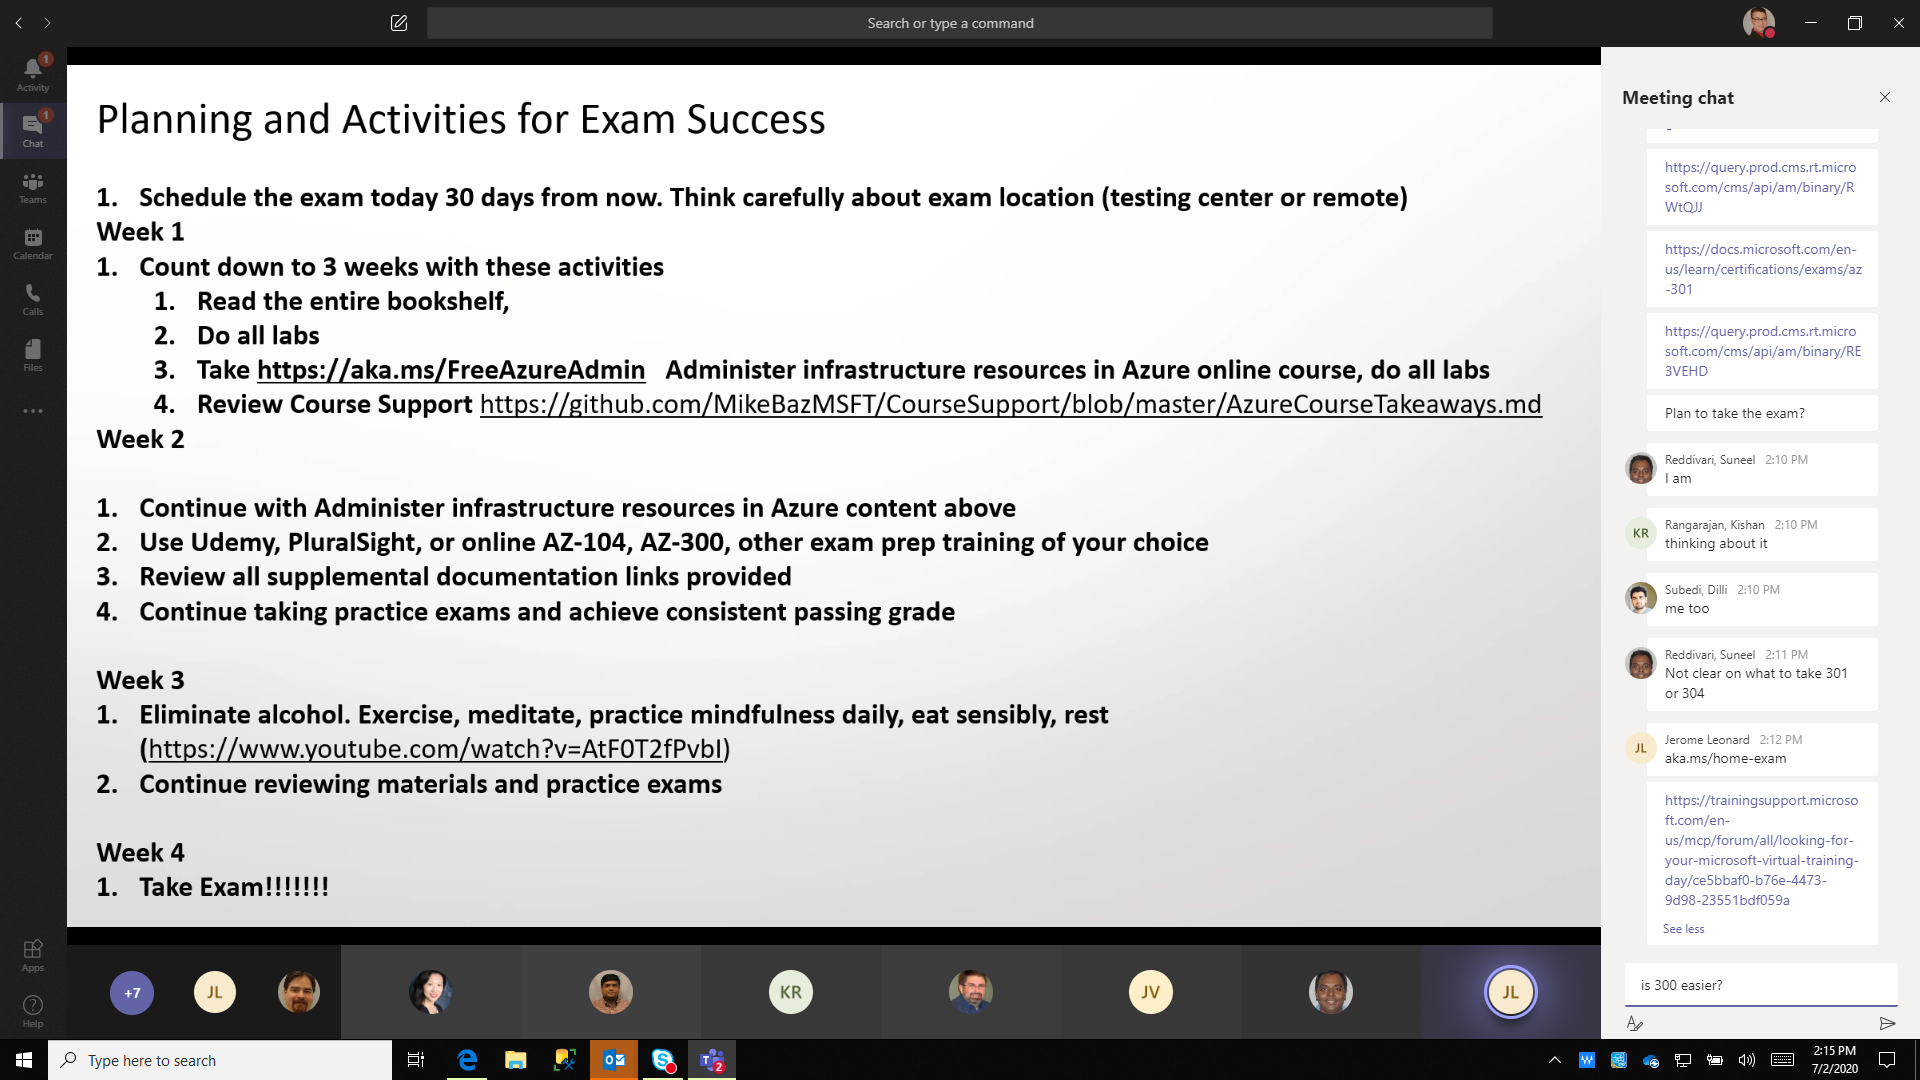 Search or type a command
1
Activity
1
Chat
Teams
Calendar
Calls
Files
Apps
Help
Planning and Activities for Exam Success
1. Schedule the exam today 30 days from now. Think carefully about exam location (testing center or remote)
Week 1
1. Count down to 3 weeks with these activities
1. Read the entire bookshelf,
2. Do all labs
3. Take https://aka.ms/FreeAzureAdmin Administer infrastructure resources in Azure online course, do all labs
4. Review Course Support https://github.com/MikeBazMSFT/CourseSupport/blob/master/AzureCourseTakeaways.md
Week 2
1. Continue with Administer infrastructure resources in Azure content above
2. Use Udemy, PluralSight, or online AZ-104, AZ-300, other exam prep training of your choice
3. Review all supplemental documentation links provided
4. Continue taking practice exams and achieve consistent passing grade
Week 3
1. Eliminate alcohol. Exercise, meditate, practice mindfulness daily, eat sensibly, rest
(https://www.youtube.com/watch?v=AtF0T2fPvbI)
2. Continue reviewing materials and practice exams
Week 4
1. Take Exam!!!!!!!
+7
JL
KR
JV
JL
Meeting chat
https://query.prod.cms.rt.micro
soft.com/cms/api/am/binary/R
WtQJJ
https://docs.microsoft.com/en-
us/learn/certifications/exams/az
-301
https://query.prod.cms.rt.micro
soft.com/cms/api/am/binary/RE
3VEHD
Plan to take the exam?
Reddivari, Suneel 2:10 PM
I am
KR
Rangarajan, Kishan 2:10 PM
thinking about it
Subedi, Dilli 2:10 PM
me too
Reddivari, Suneel 2:11 PM
Not clear on what to take 301
or 304
JL
Jerome Leonard 2:12 PM
aka.ms/home-exam
https://trainingsupport.microso
ft.com/en-
us/mcp/forum/all/looking-for-
your-microsoft-virtual-training-
day/ce5bbaf0-b76e-4473-
9d98-23551bdf059a
See less
is 300 easier?
Type here to search
2
2:15 PM
7/2/2020